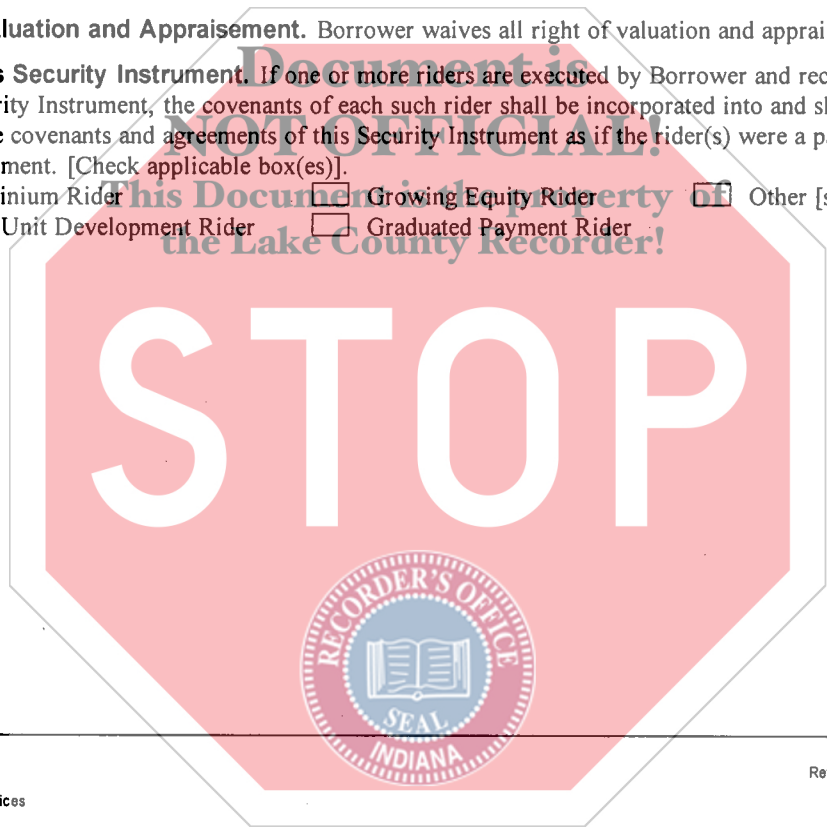 luation and Appraisement. Borrower waives all right of valuation and apprai
Document is
s Security Instrument. If one or more riders are executed by Borrower and rec
rity Instrument, the covenants of each such rider shall be incorporated into and sh
NOT OFFICIAL!
e covenants and agreements of this Security Instrument as if the rider(s) were a pa
ment. [Check applicable box(es)].
inium Rider Growing Equity Rider Other [s
This Document is the property of
Unit Development Rider Graduated Payment Rider
the Lake County Recorder!
STOP
RECORDER'S OFFICE
SEAL
INDIANA
Re
ices